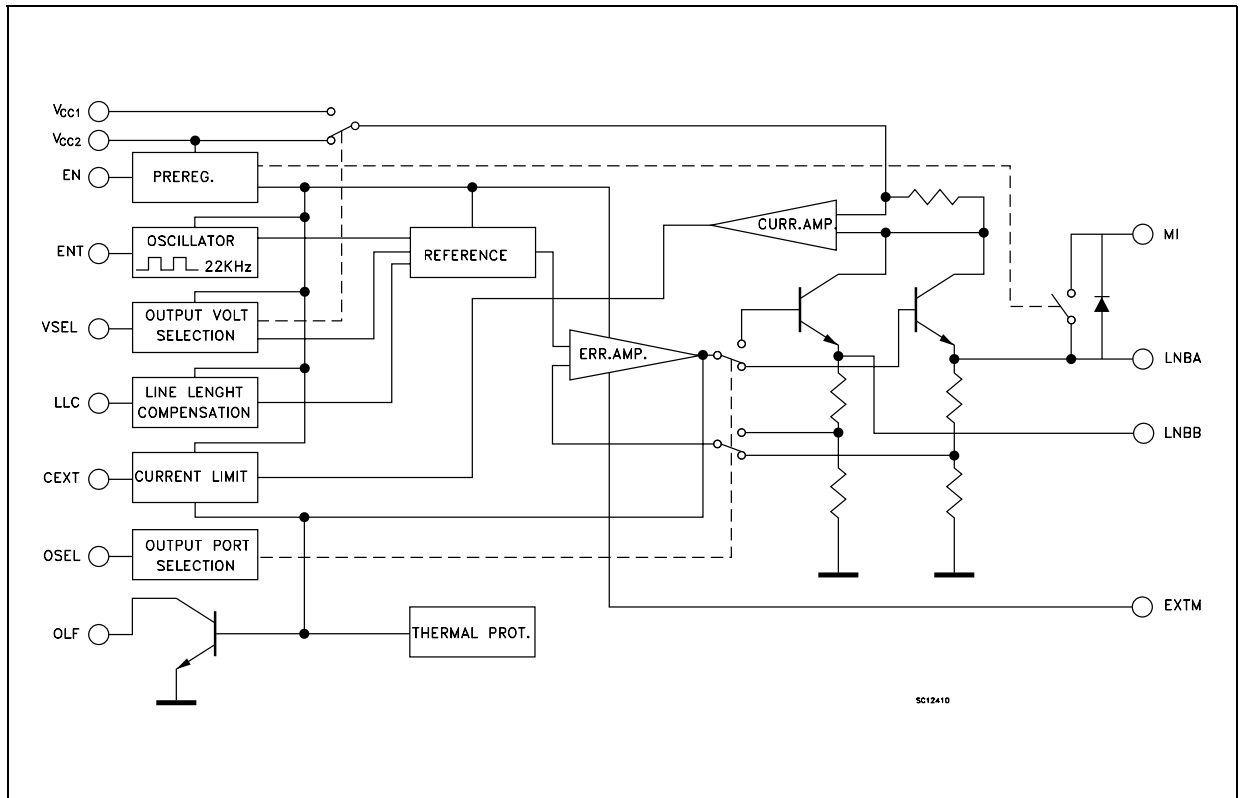 VCC1
VCC2
EN
PREREG.
ENT
OSCILLATOR
22KHz
VSEL
OUTPUT VOLT
SELECTION
LLC
LINE LENGHT
COMPENSATION
CEXT
CURRENT LIMIT
OSEL
OUTPUT PORT
SELECTION
OLF
THERMAL PROT.
REFERENCE
ERR.AMP.
CURR.AMP.
MI
LNBA
LNBB
EXTM
SC12410